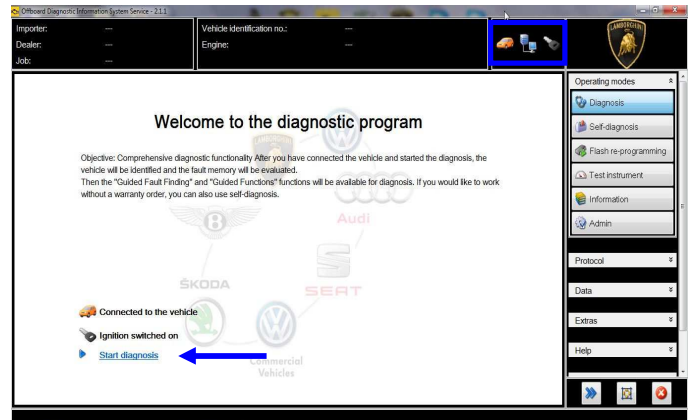 Offboard Diagnostic Information System Service - 2.1.1
Importer: ---
Dealer: ---
Job: ---
Vehicle identification no.: ---
Engine: ---
LAMBORGHINI
Operating modes
Diagnosis
Self-diagnosis
Flash re-programming
Test instrument
Information
Admin
Protocol
Data
Extras
Help
Welcome to the diagnostic program
Objective: Comprehensive diagnostic functionality After you have connected the vehicle and started the diagnosis, the
vehicle will be identified and the fault memory will be evaluated.
Then the "Guided Fault Finding" and "Guided Functions" functions will be available for diagnosis. If you would like to work
without a warranty order, you can also use self-diagnosis.
Audi
ŠKODA
SEAT
Connected to the vehicle
Ignition switched on
Start diagnosis
Commercial
Vehicles